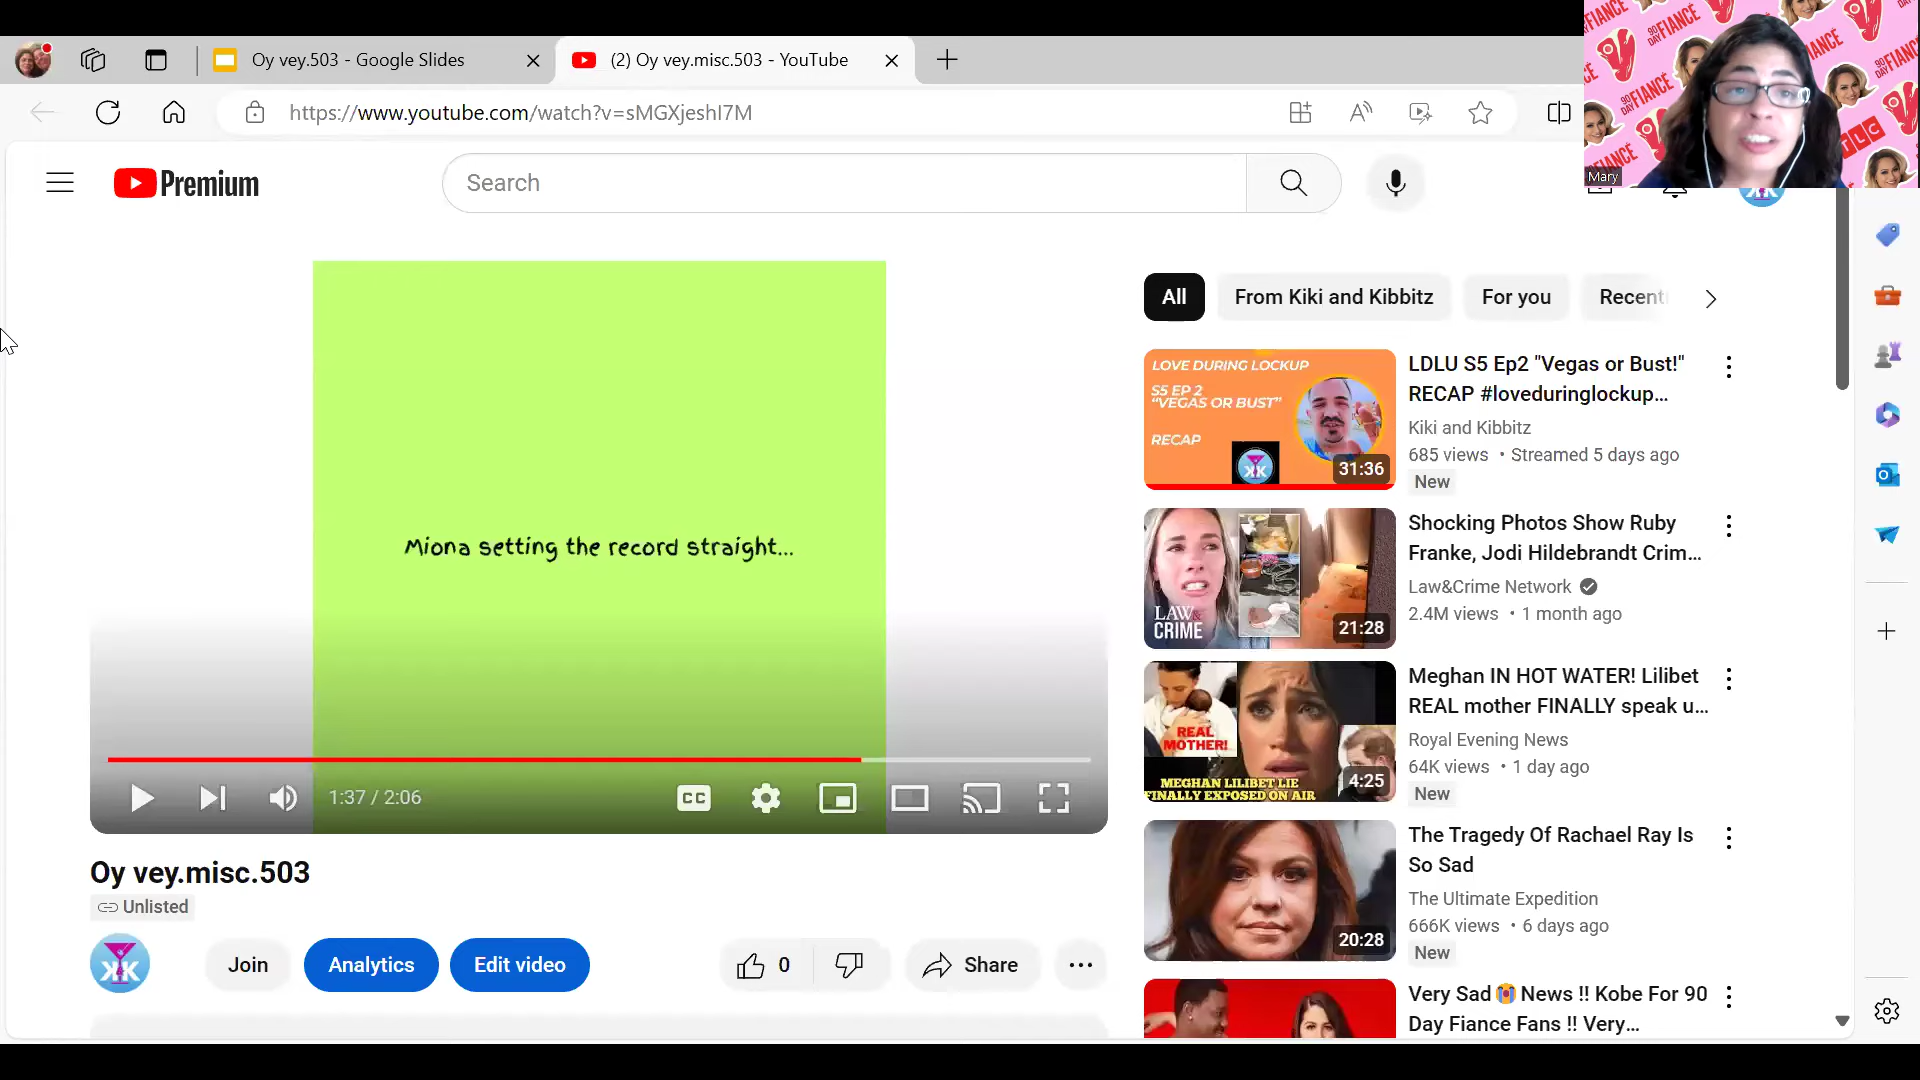 Oy vey.503 - Google Slides
(2) Oy vey.misc.503 - YouTube
https://www.youtube.com/watch?v=sMGXjeshI7M
Premium
Search
Mary
90 DAY FIANCÉ
TLC
Miona setting the record straight...
1:37 / 2:06
CC
Oy vey.misc.503
Unlisted
KK
Join
Analytics
Edit video
0
Share
All
From Kiki and Kibbitz
For you
Recent
LOVE DURING LOCKUP
S5 EP 2
"VEGAS OR BUST"
RECAP
31:36
LDLU S5 Ep2 "Vegas or Bust!"
RECAP #loveduringlockup...
Kiki and Kibbitz
685 views • Streamed 5 days ago
New
LAW&
CRIME
21:28
Shocking Photos Show Ruby
Franke, Jodi Hildebrandt Crim...
Law&Crime Network
2.4M views • 1 month ago
REAL
MOTHER!
MEGHAN LILIBET LIE
FINALLY EXPOSED ON AIR
4:25
Meghan IN HOT WATER! Lilibet
REAL mother FINALLY speak u...
Royal Evening News
64K views • 1 day ago
New
20:28
The Tragedy Of Rachael Ray Is
So Sad
The Ultimate Expedition
666K views • 6 days ago
New
Very Sad😭News !! Kobe For 90
Day Fiance Fans !! Very...